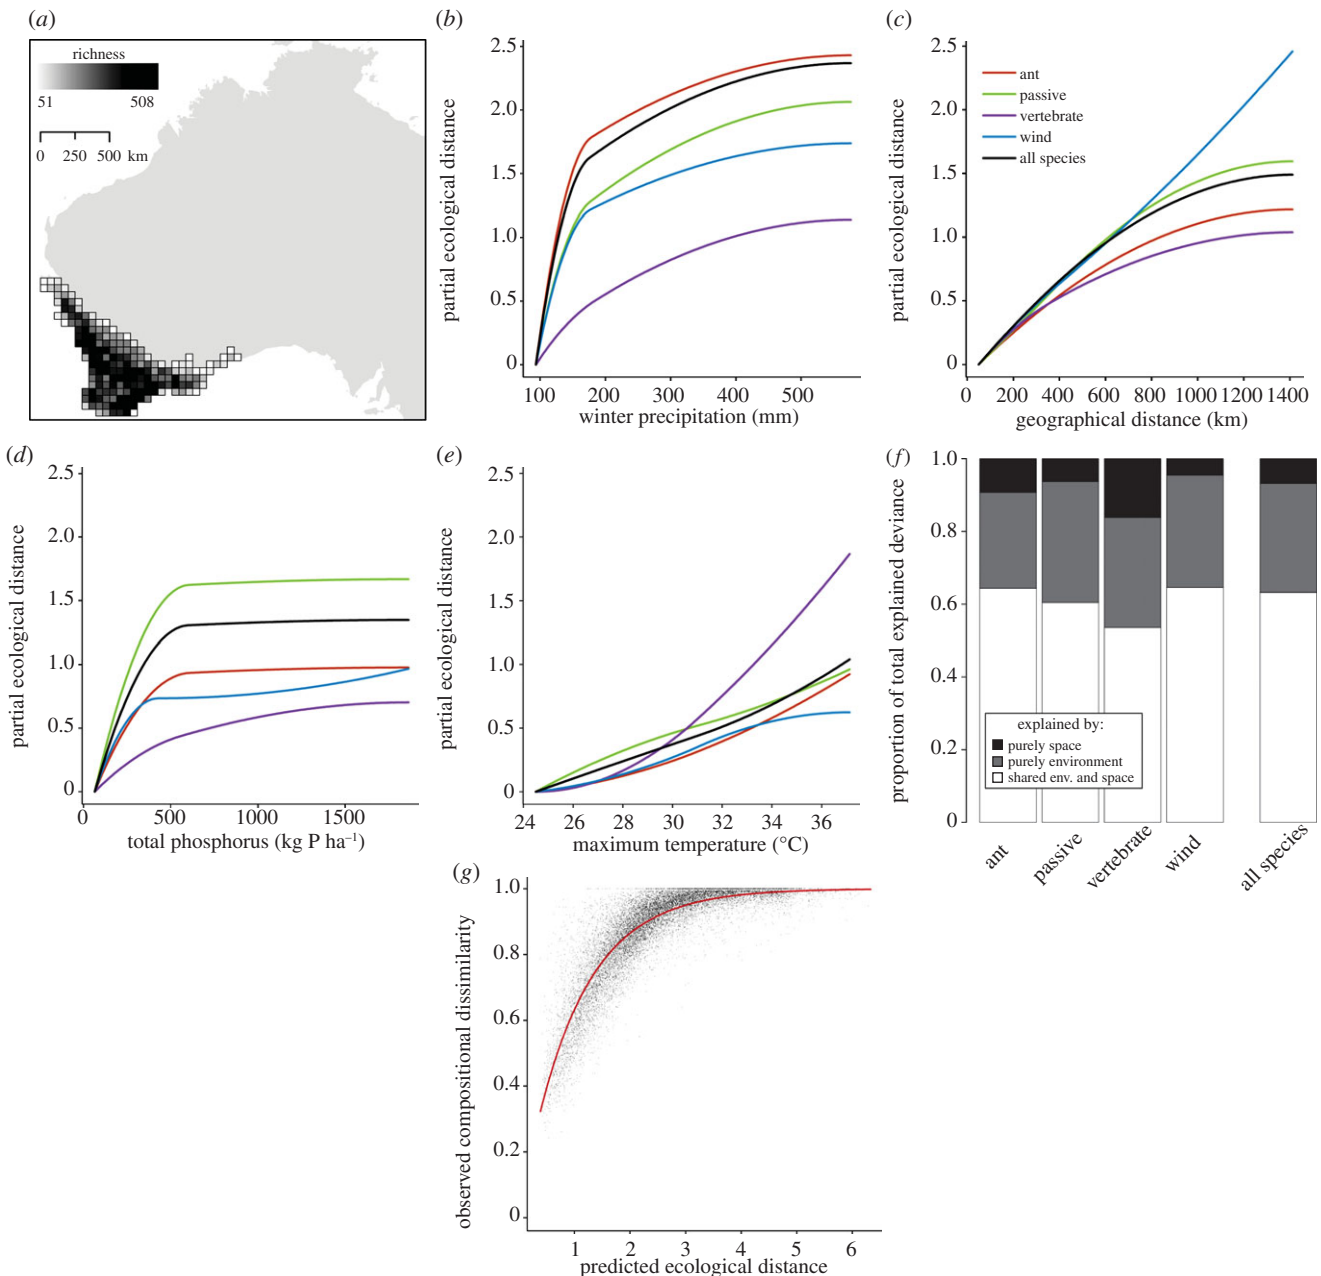 (a)
richness
51 508
0 250 500 km
(b)
partial ecological distance
2.5
2.0
1.5
1.0
0.5
0
100 200 300 400 500
winter precipitation (mm)
(c)
partial ecological distance
2.5
2.0
1.5
1.0
0.5
0
ant
passive
vertebrate
wind
all species
0 200 400 600 800 1000 1200 1400
geographical distance (km)
(d)
partial ecological distance
2.5
2.0
1.5
1.0
0.5
0
0 500 1000 1500
total phosphorus (kg P ha⁻¹)
(e)
partial ecological distance
2.5
2.0
1.5
1.0
0.5
0
24 26 28 30 32 34 36
maximum temperature (°C)
(f)
proportion of total explained deviance
1.0
0.8
0.6
0.4
0.2
0
explained by:
purely space
purely environment
shared env. and space
ant
passive
vertebrate
wind
all species
(g)
observed compositional dissimilarity
1.0
0.8
0.6
0.4
0.2
0
1 2 3 4 5 6
predicted ecological distance